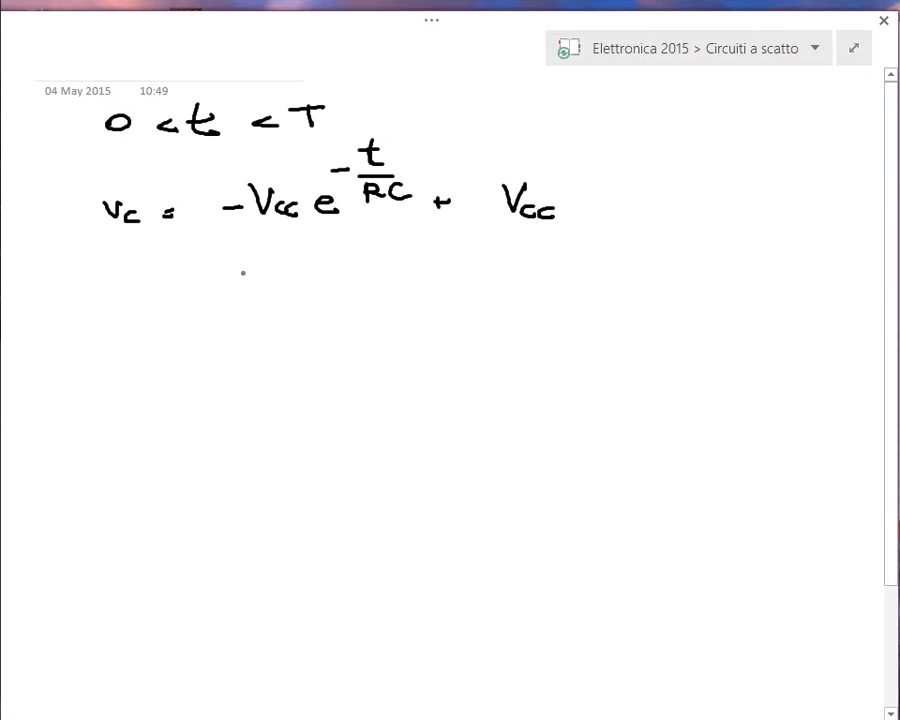 ...
Elettronica 2015 > Circuiti a scatto
04 May 2015 10:49
0 < t < T
vc = -Vcc e^(-t/RC) + Vcc